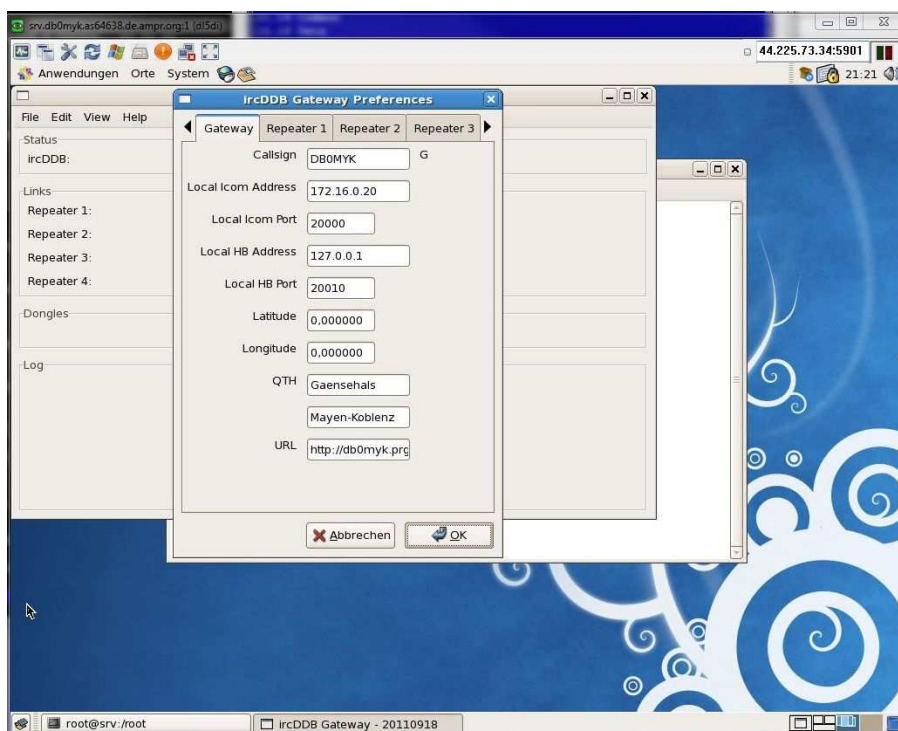 srv.db0myk.as64638.de.ampr.org:1 (dl5di)
44.225.73.34:5901
Anwendungen Orte System
21:21
ircDDB Gateway Preferences
File Edit View Help
Gateway Repeater 1 Repeater 2 Repeater 3
Status
ircDDB:
Links
Repeater 1:
Repeater 2:
Repeater 3:
Repeater 4:
Dongles
Log
Callsign DB0MYK G
Local Icom Address 172.16.0.20
Local Icom Port 20000
Local HB Address 127.0.0.1
Local HB Port 20010
Latitude 0,000000
Longitude 0,000000
QTH Gaensehals
Mayen-Koblenz
URL http://db0myk.prg
Abbrechen OK
root@srv:/root
ircDDB Gateway - 20110918